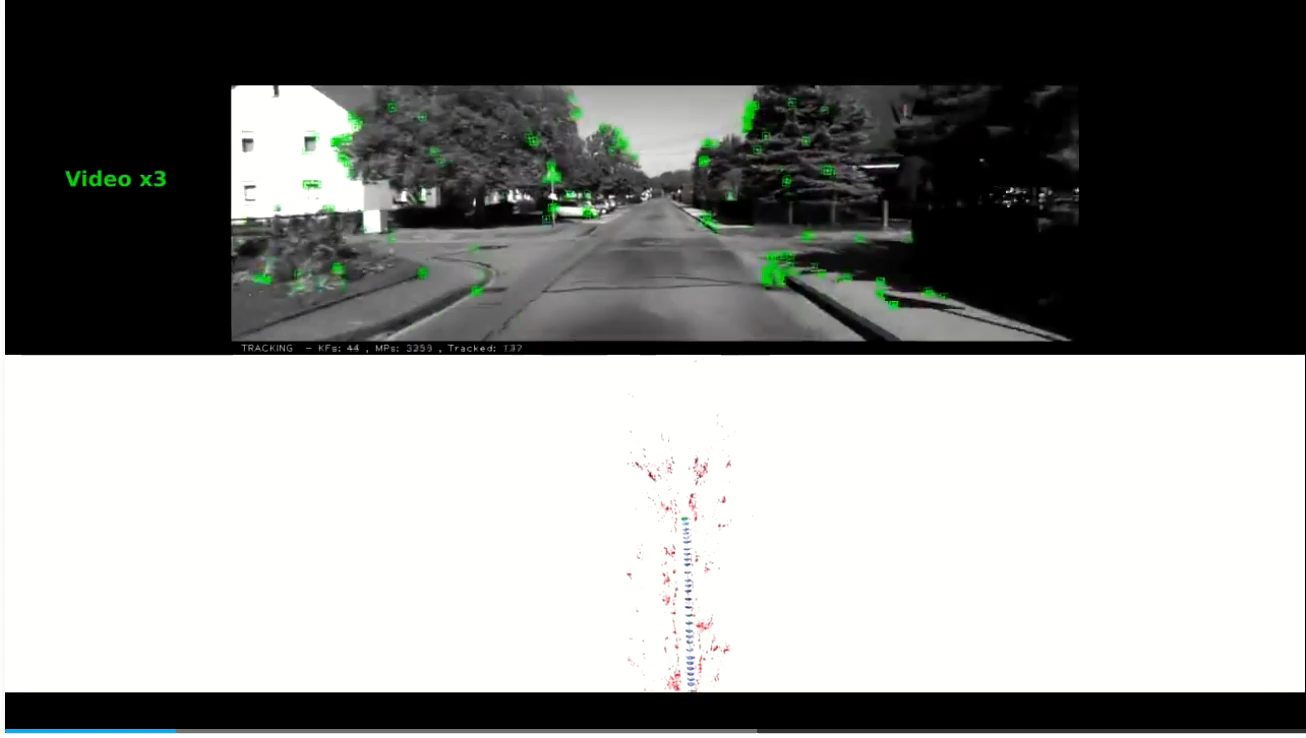 Video x3
TRACKING - KFs: 44 , MPs: 3359 , Tracked: 137